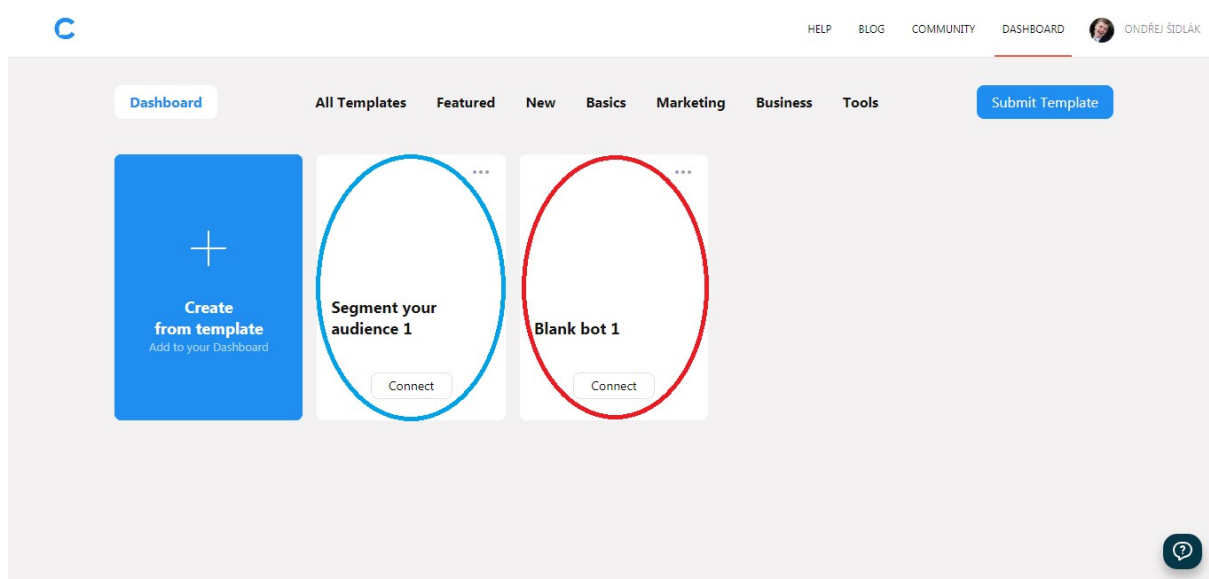 C
HELP BLOG COMMUNITY DASHBOARD ONDŘEJ ŠIDLÁK
Dashboard All Templates Featured New Basics Marketing Business Tools Submit Template
Create
from template
Add to your Dashboard
Segment your
audience 1
Connect
Blank bot 1
Connect
?